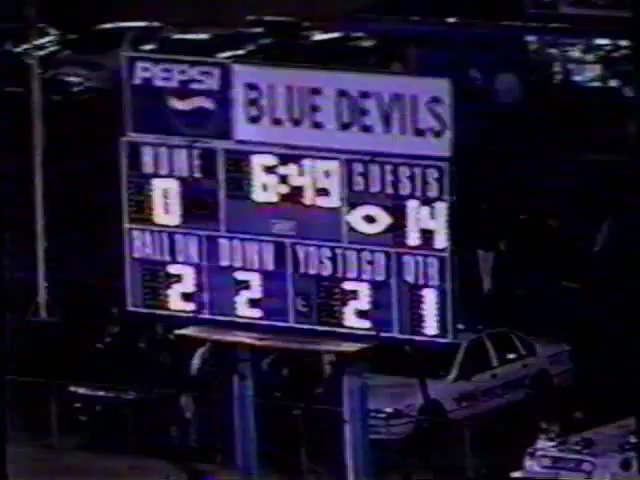 PEPSI
BLUE DEVILS
HOME 6:49 GUESTS
0 14
BALL ON DOWN YDS TO GO QTR
2 2 2 1